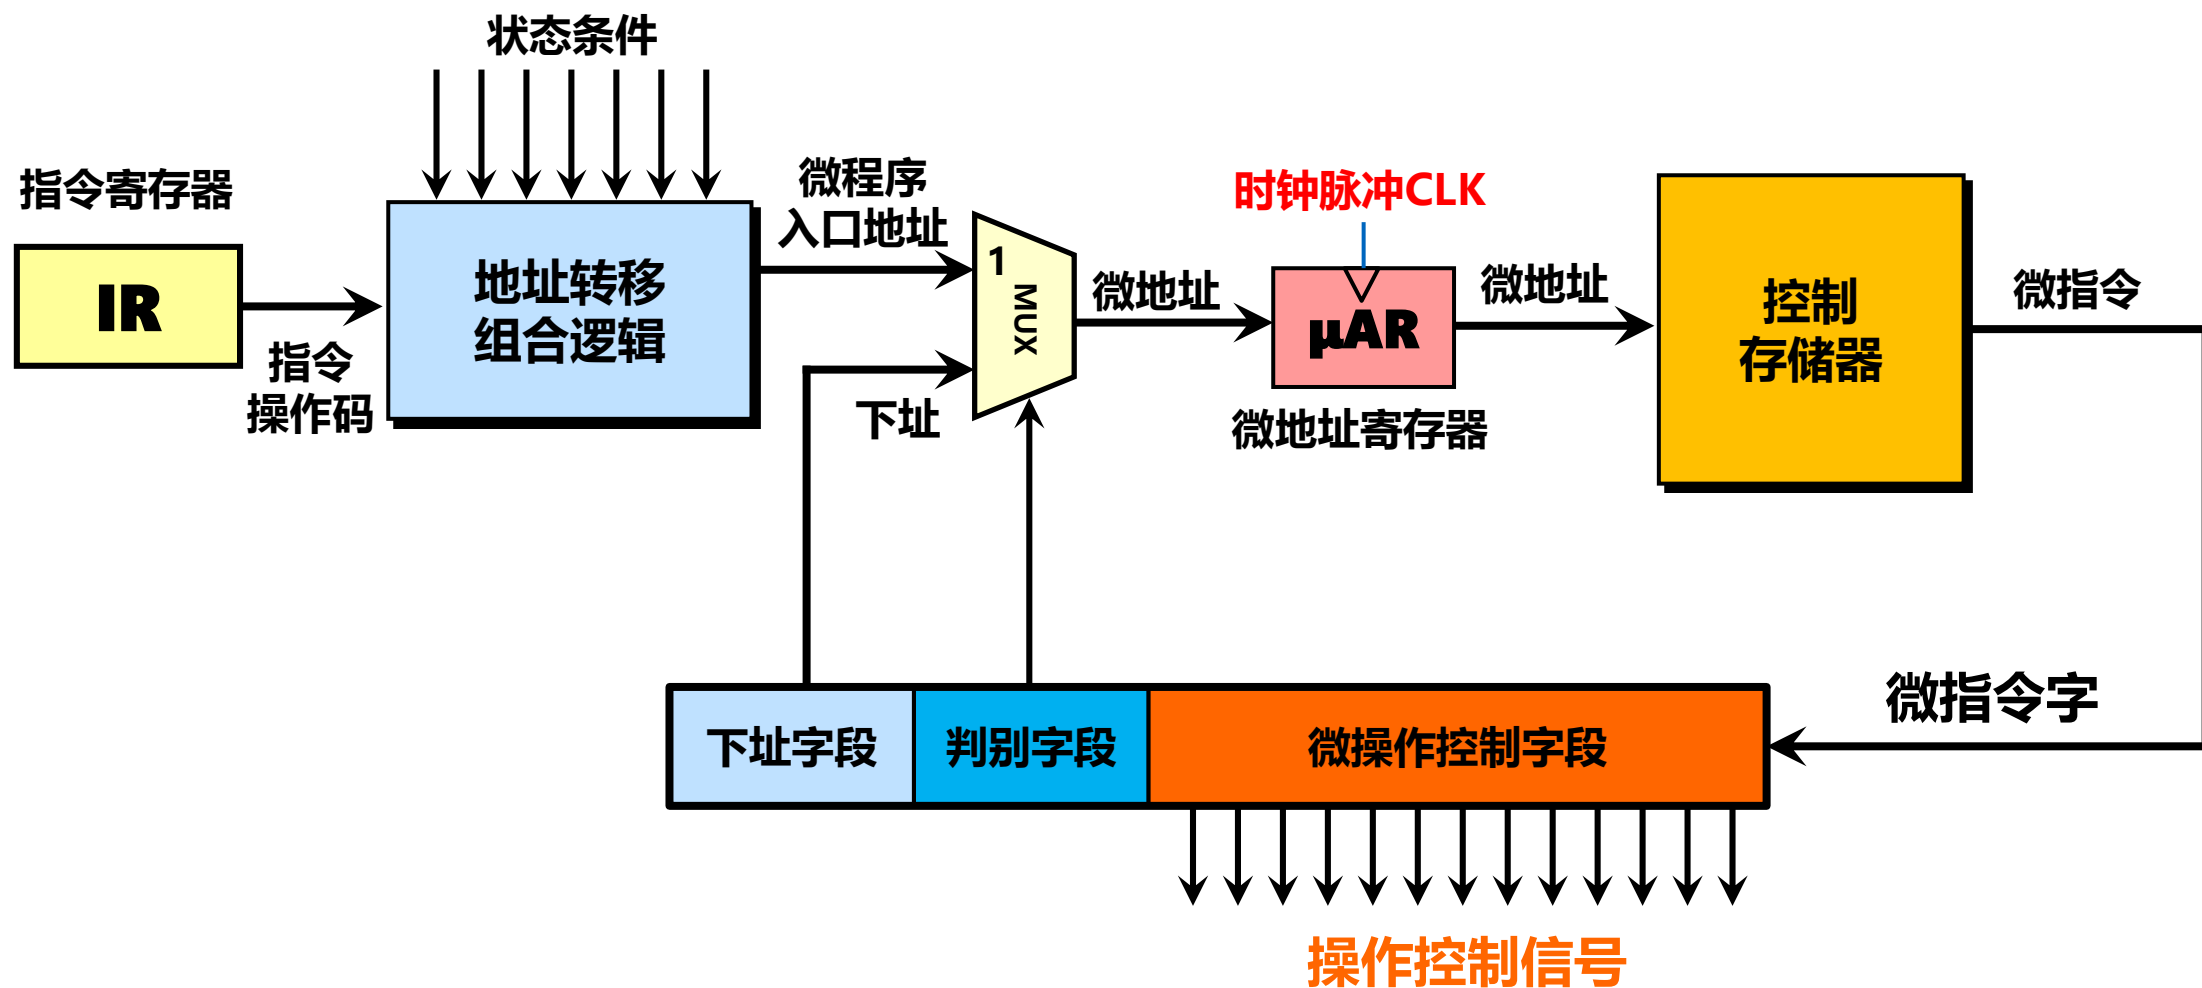 状态条件
指令寄存器
IR
指令
操作码
地址转移
组合逻辑
微程序
入口地址
下址
1
MUX
微地址
时钟脉冲CLK
μAR
微地址寄存器
微地址
控制
存储器
微指令
微指令字
下址字段
判别字段
微操作控制字段
操作控制信号